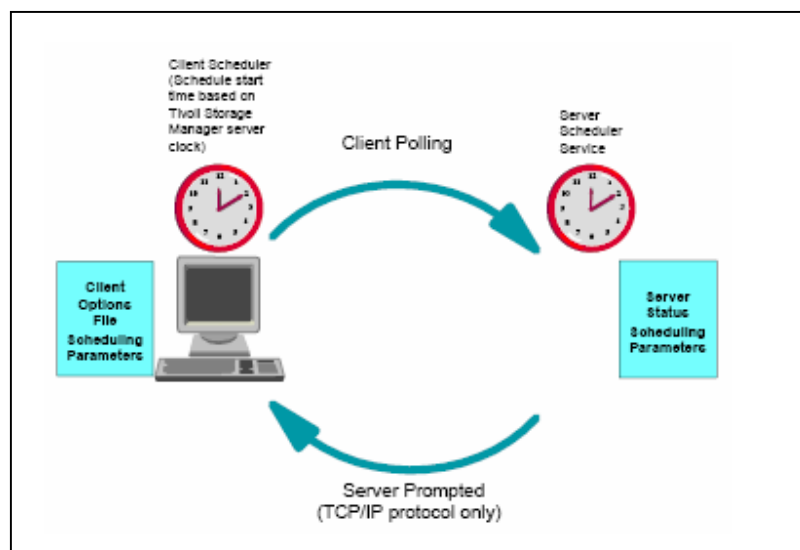 Client Scheduler
(Schedule start
time based on
Tivoli Storage
Manager server
clock)
Client Polling
Server
Scheduler
Service
Client
Options
File
Scheduling
Parameters
Server
Status
Scheduling
Parameters
Server Prompted
(TCP/IP protocol only)